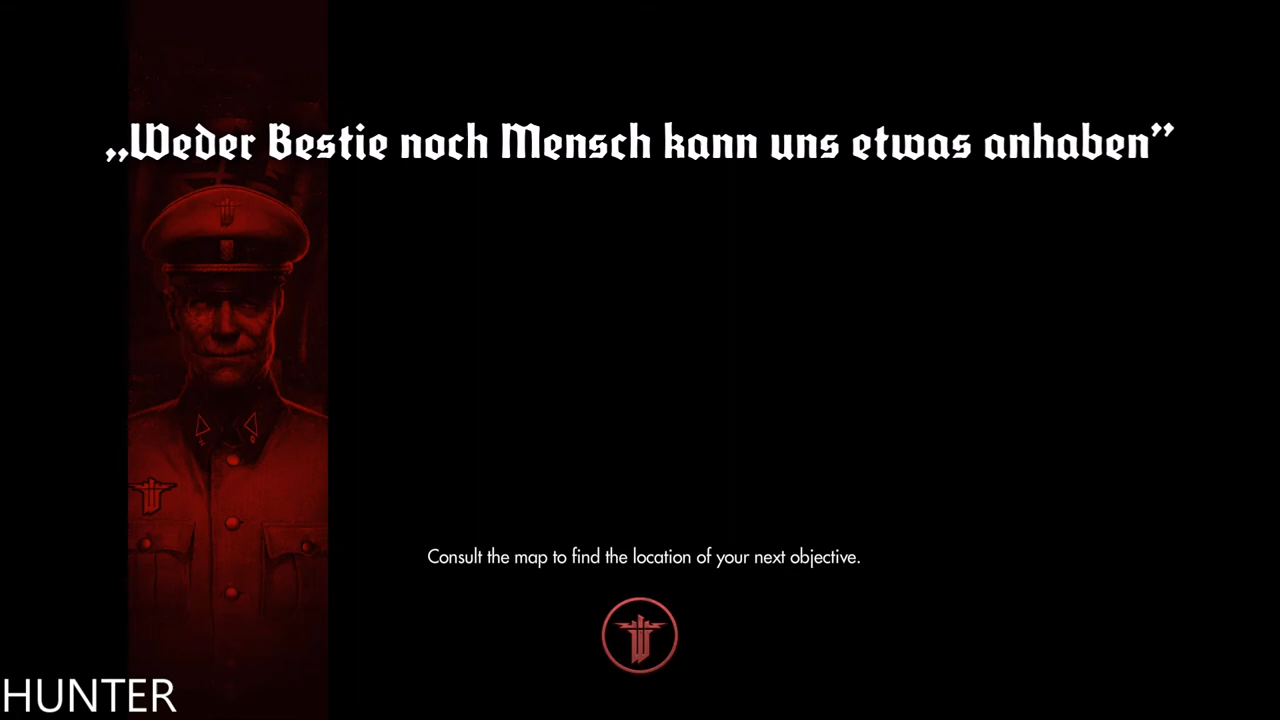 „Weder Bestie noch Mensch kann uns etwas anhaben”
Consult the map to find the location of your next objective.
HUNTER